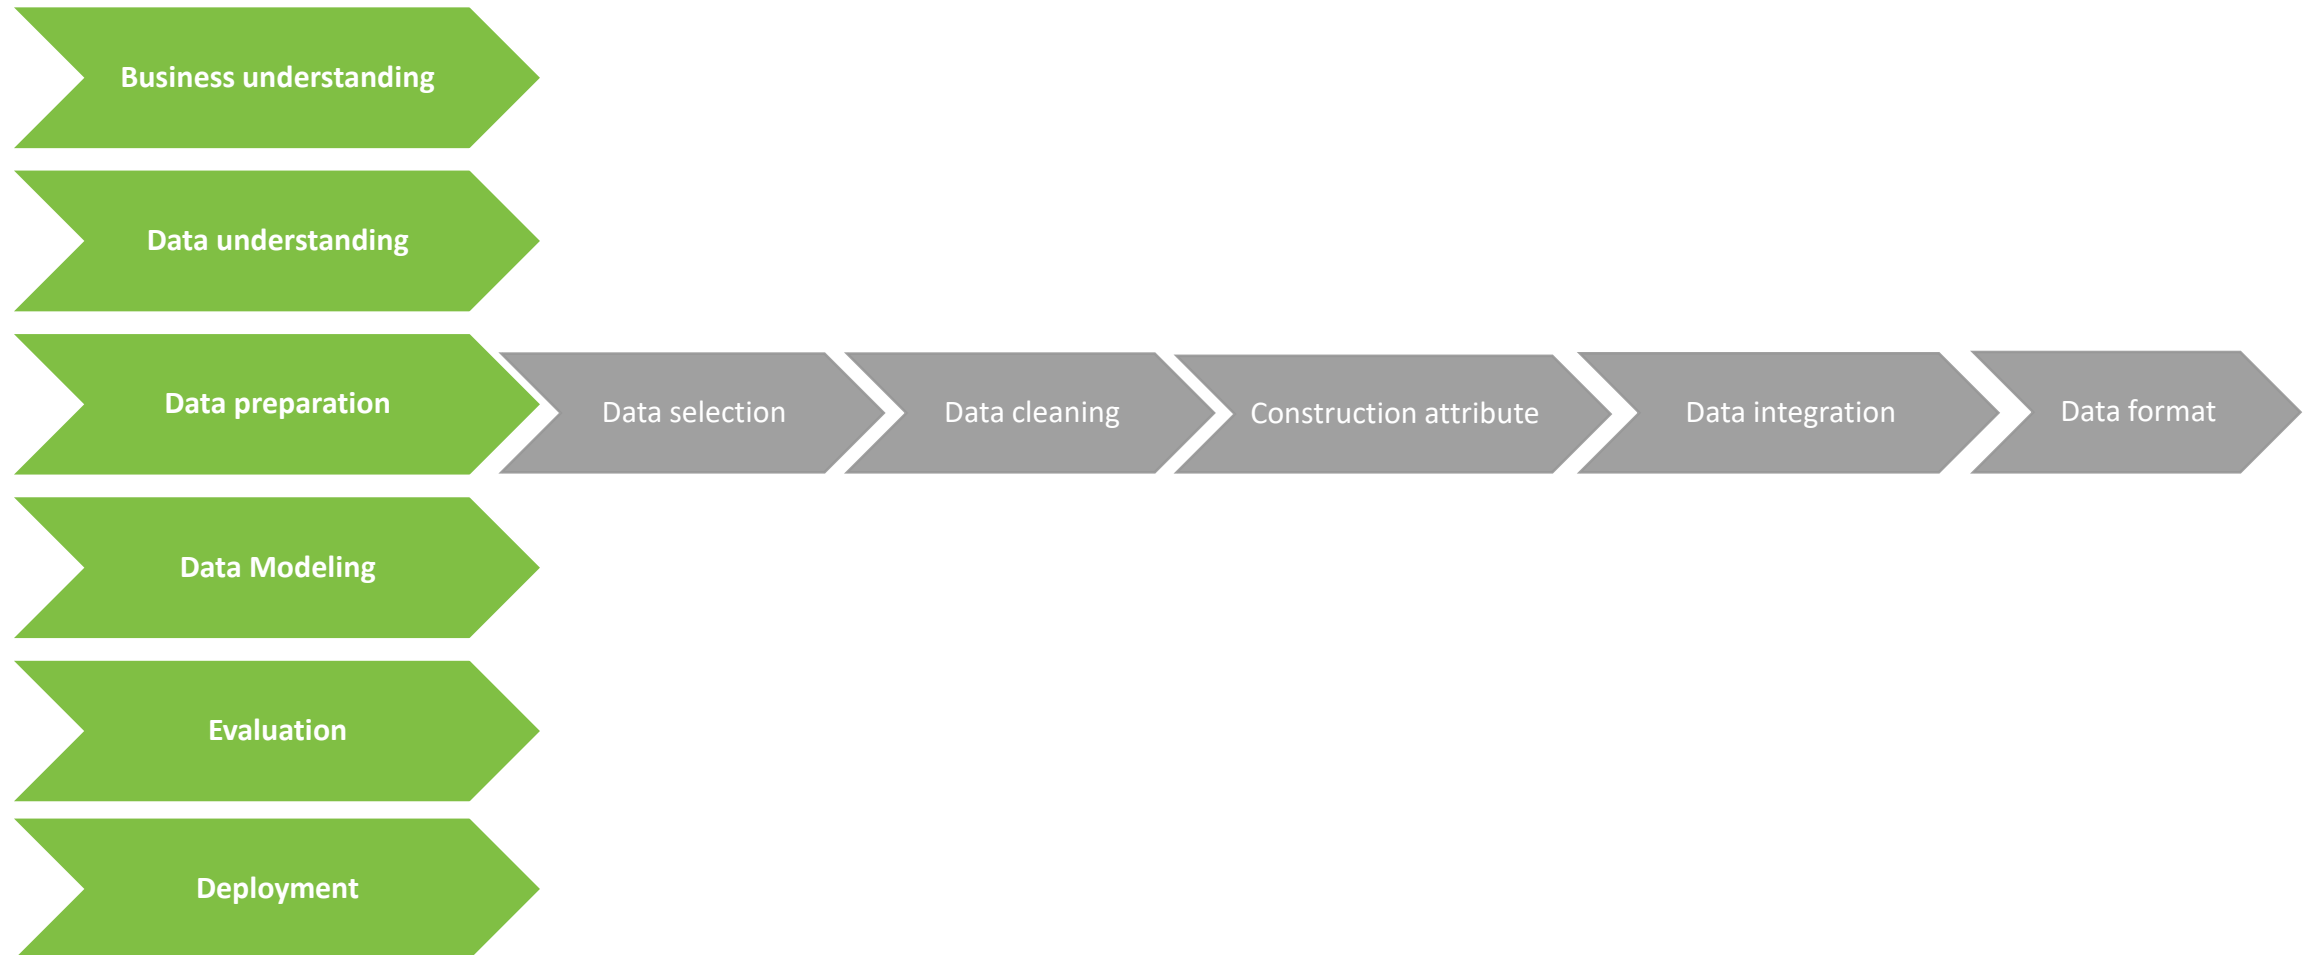 Business understanding
Data understanding
Data preparation
Data selection
Data cleaning
Construction attribute
Data integration
Data format
Data Modeling
Evaluation
Deployment